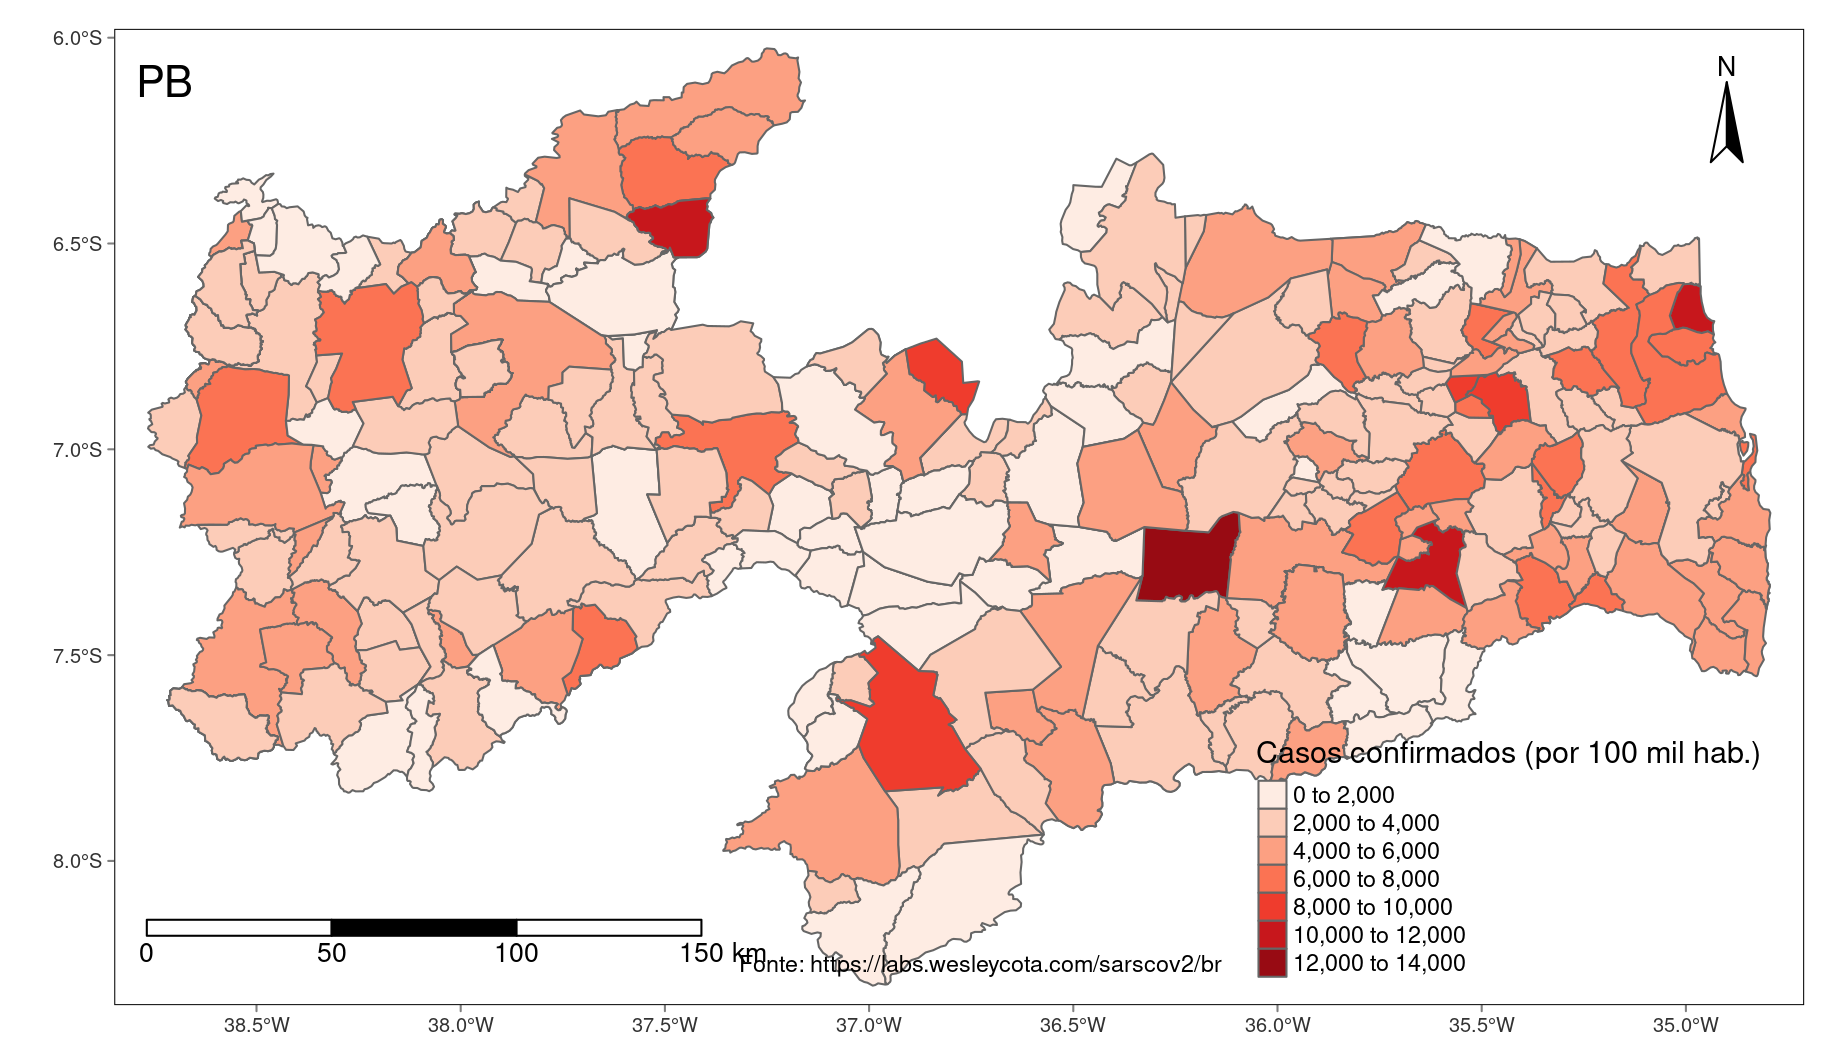 6.0°S
PB
N
6.5°S
7.0°S
7.5°S
8.0°S
Casos confirmados (por 100 mil hab.)
0 to 2,000
2,000 to 4,000
4,000 to 6,000
6,000 to 8,000
8,000 to 10,000
10,000 to 12,000
12,000 to 14,000
0 50 100 150 km
Fonte: https://labs.wesleycota.com/sarscov2/br
38.5°W 38.0°W 37.5°W 37.0°W 36.5°W 36.0°W 35.5°W 35.0°W